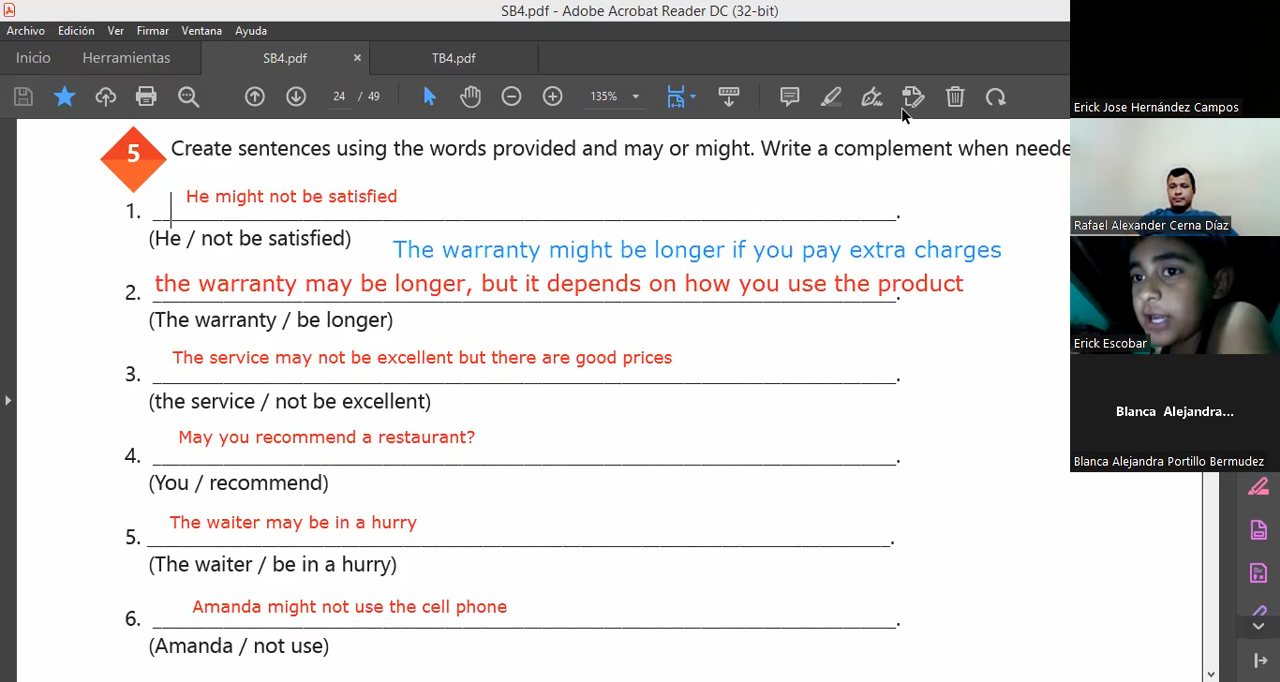 SB4.pdf - Adobe Acrobat Reader DC (32-bit)
Archivo Edición Ver Firmar Ventana Ayuda
Inicio Herramientas SB4.pdf × TB4.pdf
24 / 49 135%
5 Create sentences using the words provided and may or might. Write a complement when neede
He might not be satisfied
1. ______.
(He / not be satisfied)
The warranty might be longer if you pay extra charges
the warranty may be longer, but it depends on how you use the product
2. ______.
(The warranty / be longer)
The service may not be excellent but there are good prices
3. ______.
(the service / not be excellent)
May you recommend a restaurant?
4. ______.
(You / recommend)
The waiter may be in a hurry
5. ______.
(The waiter / be in a hurry)
Amanda might not use the cell phone
6. ______.
(Amanda / not use)
Erick Jose Hernández Campos
Rafael Alexander Cerna Díaz
Erick Escobar
Blanca Alejandra...
Blanca Alejandra Portillo Bermudez